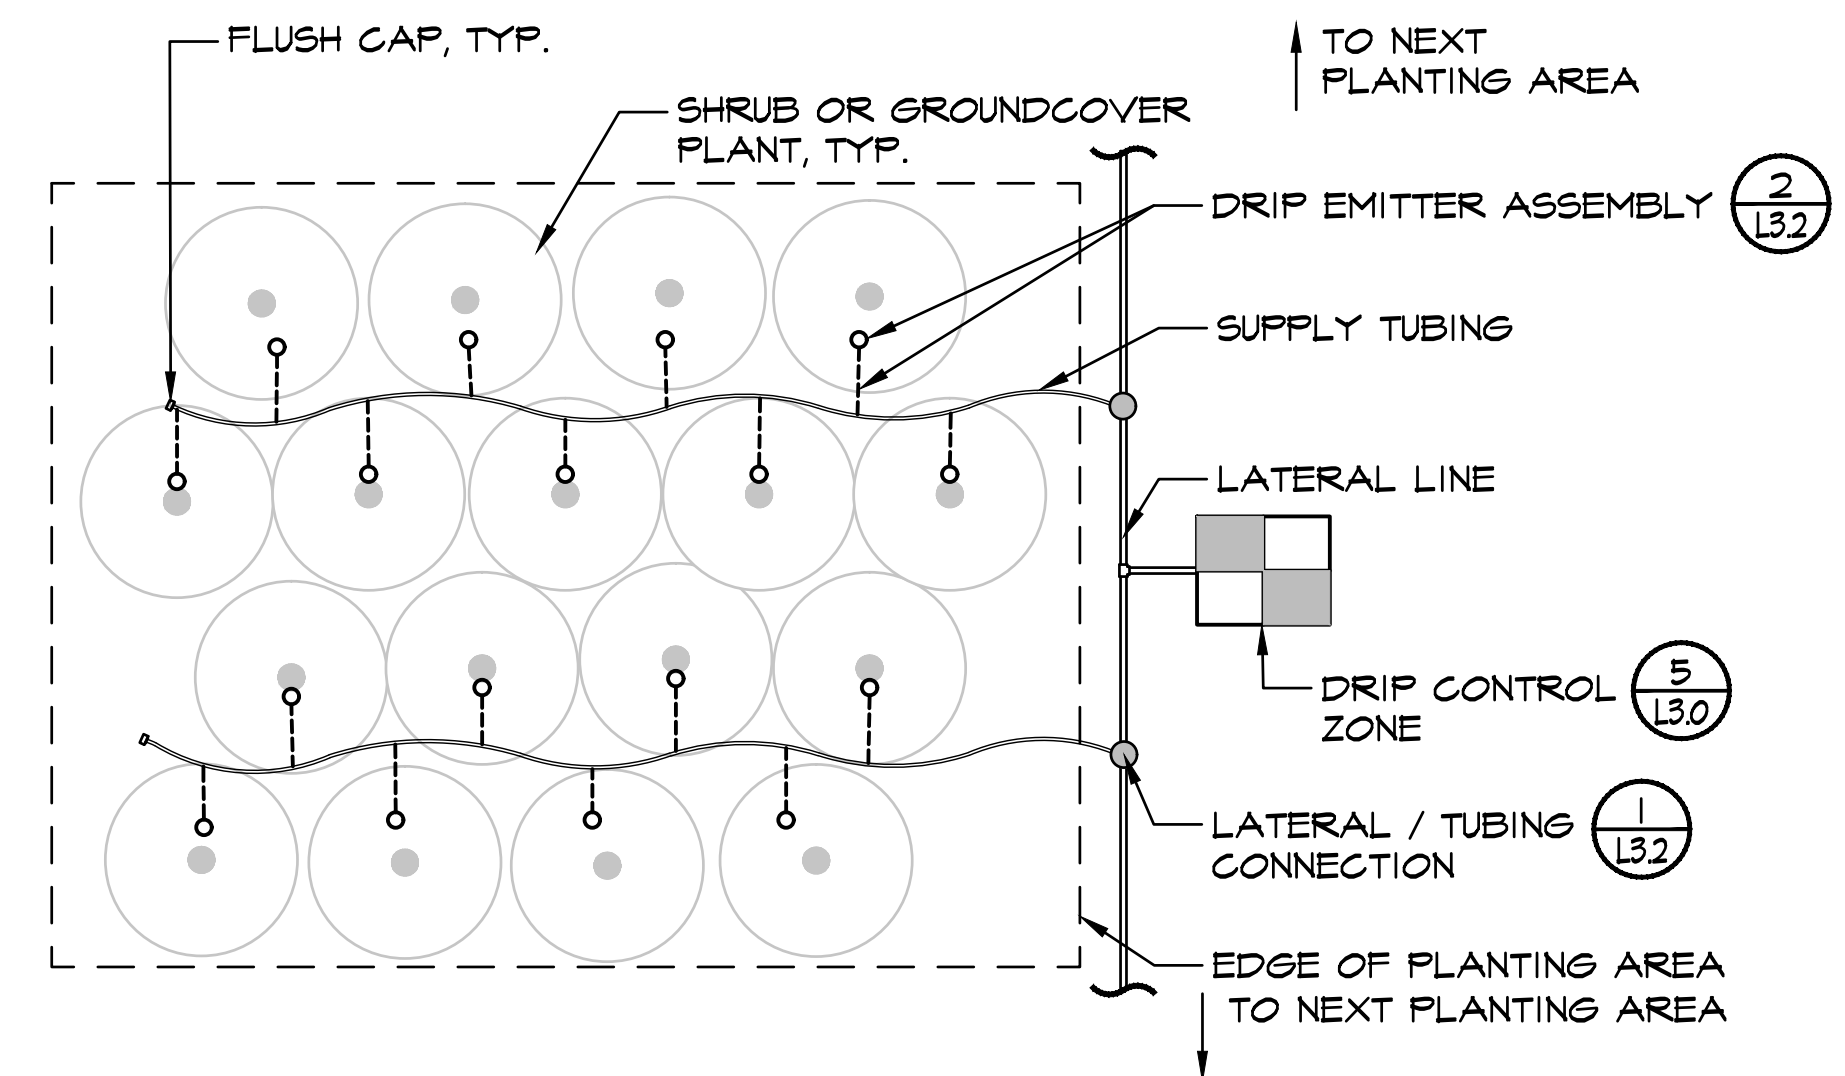 FLUSH CAP, TYP.
TO NEXT
PLANTING AREA
SHRUB OR GROUNDCOVER
PLANT, TYP.
DRIP EMITTER ASSEMBLY
2
L3.2
SUPPLY TUBING
LATERAL LINE
DRIP CONTROL
ZONE
5
L3.0
LATERAL / TUBING
CONNECTION
1
L3.2
EDGE OF PLANTING AREA
TO NEXT PLANTING AREA